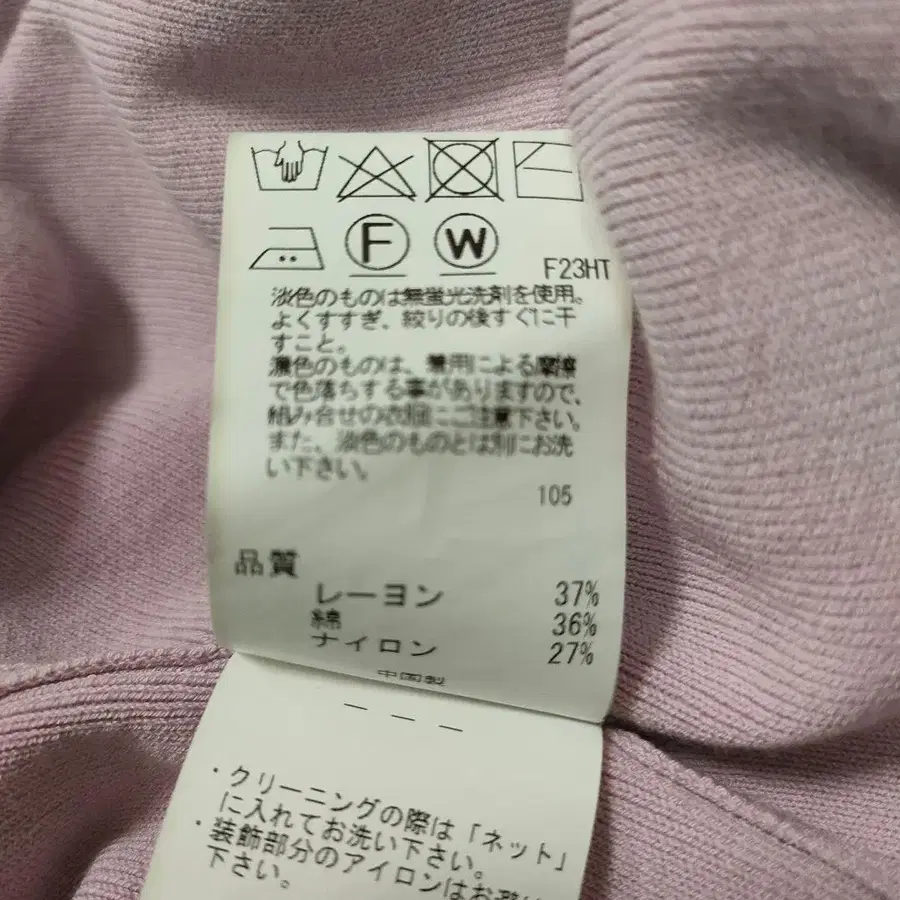 F W F23HT
淡色のものは無蛍光洗剤を使用。
よくすすぎ、絞りの後すぐに干
すこと。
濃色のものは、着用による摩擦
で色落ちする事がありますので、
組み合せの衣服にご注意下さい。
また、淡色のものとは別にお洗
い下さい。
105
品質
レーヨン 37%
綿 36%
ナイロン 27%
中国製
― ― ―
・クリーニングの際は「ネット」
に入れてお洗い下さい。
・装飾部分のアイロンはお避け
下さい。